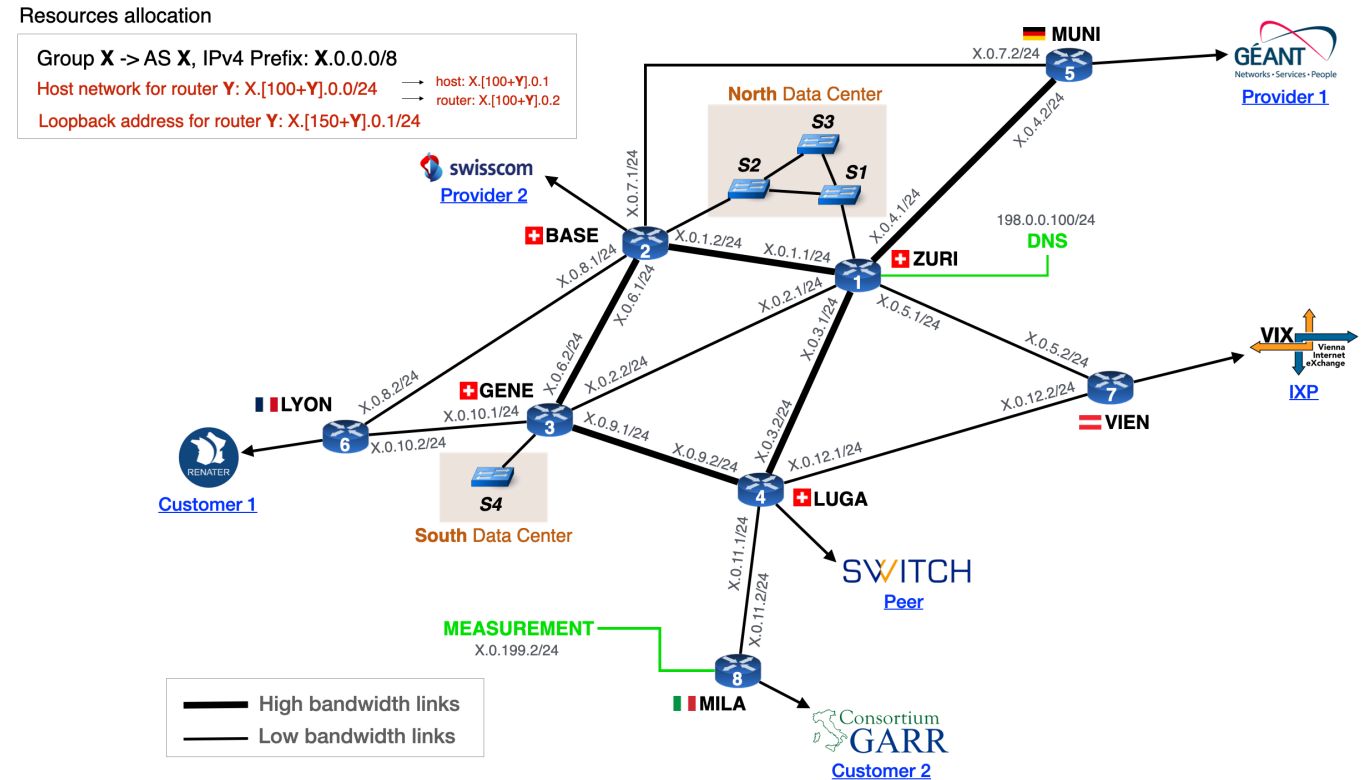 Resources allocation
Group X -> AS X, IPv4 Prefix: X.0.0.0/8
Host network for router Y: X.[100+Y].0.0/24
host: X.[100+Y].0.1
router: X.[100+Y].0.2
Loopback address for router Y: X.[150+Y].0.1/24
MUNI
X.0.7.2/24
5
GÉANT
Networks • Services • People
Provider 1
X.0.4.2/24
North Data Center
S3
S2
S1
swisscom
Provider 2
X.0.7.1/24
X.0.4.1/24
198.0.0.100/24
DNS
BASE
2
X.0.1.2/24
X.0.1.1/24
ZURI
1
X.0.8.1/24
X.0.6.1/24
X.0.2.1/24
X.0.3.1/24
X.0.5.1/24
X.0.5.2/24
VIX
Vienna
Internet
eXchange
IXP
X.0.6.2/24
X.0.2.2/24
X.0.8.2/24
GENE
3
LYON
6
X.0.10.1/24
X.0.10.2/24
X.0.9.1/24
X.0.9.2/24
X.0.3.2/24
X.0.12.2/24
X.0.12.1/24
7
VIEN
RENATER
Customer 1
S4
South Data Center
4
LUGA
X.0.11.1/24
X.0.11.2/24
SWITCH
Peer
MEASUREMENT
X.0.199.2/24
8
MILA
Consortium
GARR
Customer 2
High bandwidth links
Low bandwidth links